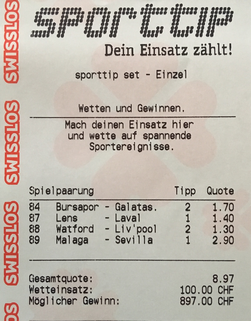 sporttip
Dein Einsatz zählt!
sporttip set - Einzel
Wetten und Gewinnen.
Mach deinen Einsatz hier
und wette auf spannende
Sportereignisse.
Spielpaarung Tipp Quote
84 Bursapor - Galatas. 2 1.70
87 Lens - Laval 1 1.40
88 Watford - Liv'pool 2 1.30
89 Malaga - Sevilla 1 2.90
Gesamtquote: 8.97
Wetteinsatz: 100.00 CHF
Möglicher Gewinn: 897.00 CHF
SWISSLOS
SWISSLOS
SWISSLOS